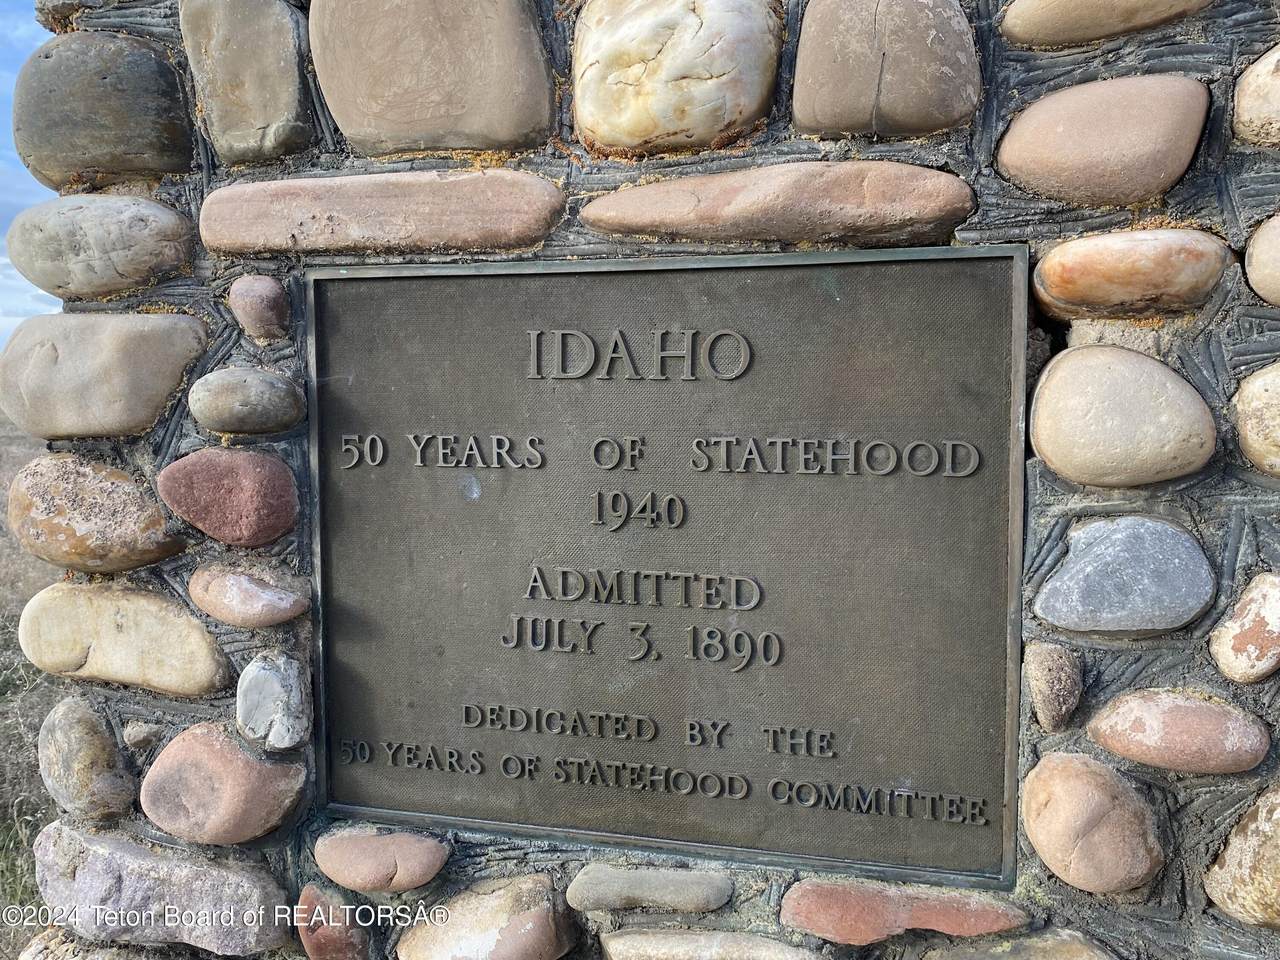 IDAHO
50 YEARS OF STATEHOOD
1940
ADMITTED
JULY 3, 1890
DEDICATED BY THE
50 YEARS OF STATEHOOD COMMITTEE
©2024 Teton Board of REALTORSÂ®